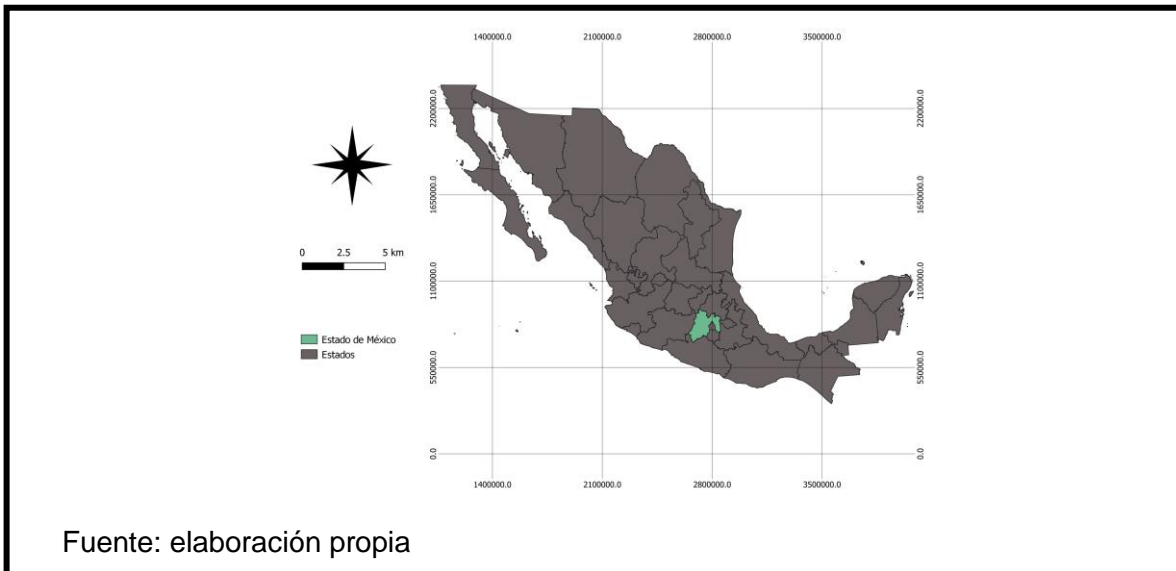 1400000.0 2100000.0 2800000.0 3500000.0
2200000.0 2200000.0
1650000.0 1650000.0
0 2.5 5 km
1100000.0 1100000.0
Estado de México
Estados
550000.0 550000.0
0.0 0.0
1400000.0 2100000.0 2800000.0 3500000.0
Fuente: elaboración propia